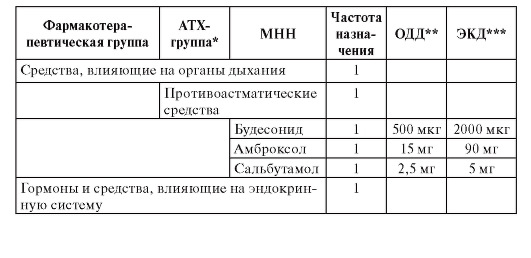 Фармакотера-
певтическая группа
АТХ-
группа*
МНН
Частота
назна-
чения
ОДД**
ЭКД***
Средства, влияющие на органы дыхания 1
Противоастматические
средства
1
Будесонид 1 500 мкг 2000 мкг
Амброксол 1 15 мг 90 мг
Сальбутамол 1 2,5 мг 5 мг
Гормоны и средства, влияющие на эндокрин-
ную систему
1